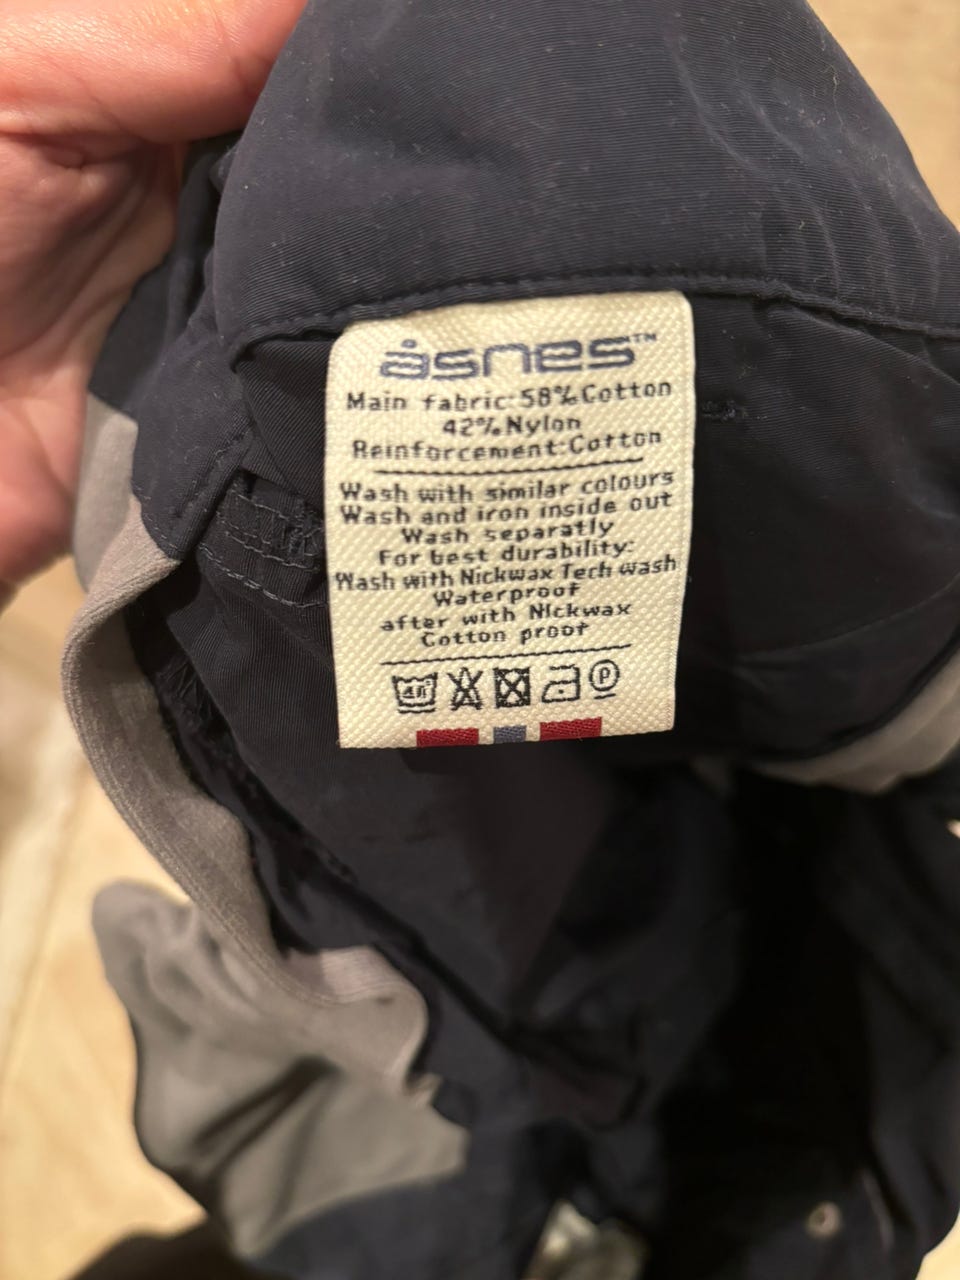 åsnes™
Main fabric:58%Cotton
42%Nylon
Reinforcement:Cotton
Wash with similar colours
Wash and iron inside out
Wash separatly
For best durability:
Wash with Nickwax Tech wash
Waterproof
after with NIckwax
Cotton proof
40° P